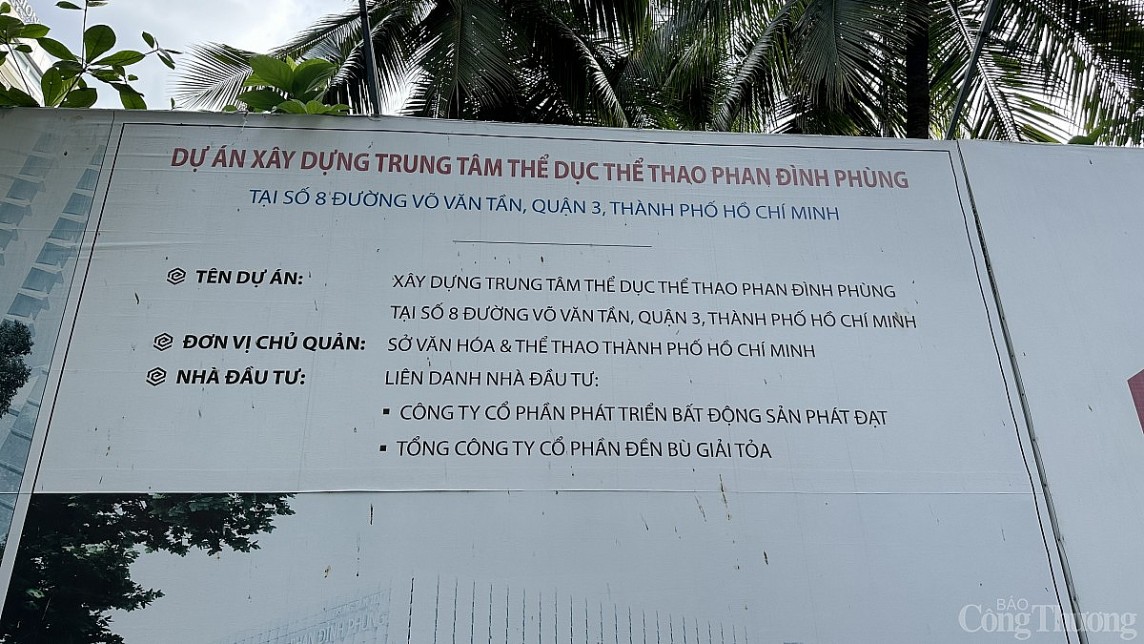 DỰ ÁN XÂY DỰNG TRUNG TÂM THỂ DỤC THỂ THAO PHAN ĐÌNH PHÙNG
TẠI SỐ 8 ĐƯỜNG VÕ VĂN TẦN, QUẬN 3, THÀNH PHỐ HỒ CHÍ MINH
TÊN DỰ ÁN: XÂY DỰNG TRUNG TÂM THỂ DỤC THỂ THAO PHAN ĐÌNH PHÙNG
TẠI SỐ 8 ĐƯỜNG VÕ VĂN TẦN, QUẬN 3, THÀNH PHỐ HỒ CHÍ MINH
ĐƠN VỊ CHỦ QUẢN: SỞ VĂN HÓA & THỂ THAO THÀNH PHỐ HỒ CHÍ MINH
NHÀ ĐẦU TƯ: LIÊN DANH NHÀ ĐẦU TƯ:
▪ CÔNG TY CỔ PHẦN PHÁT TRIỂN BẤT ĐỘNG SẢN PHÁT ĐẠT
▪ TỔNG CÔNG TY CỔ PHẦN ĐỀN BÙ GIẢI TỎA
PHAN ĐÌNH PHÙNG
BÁO
Công Thương